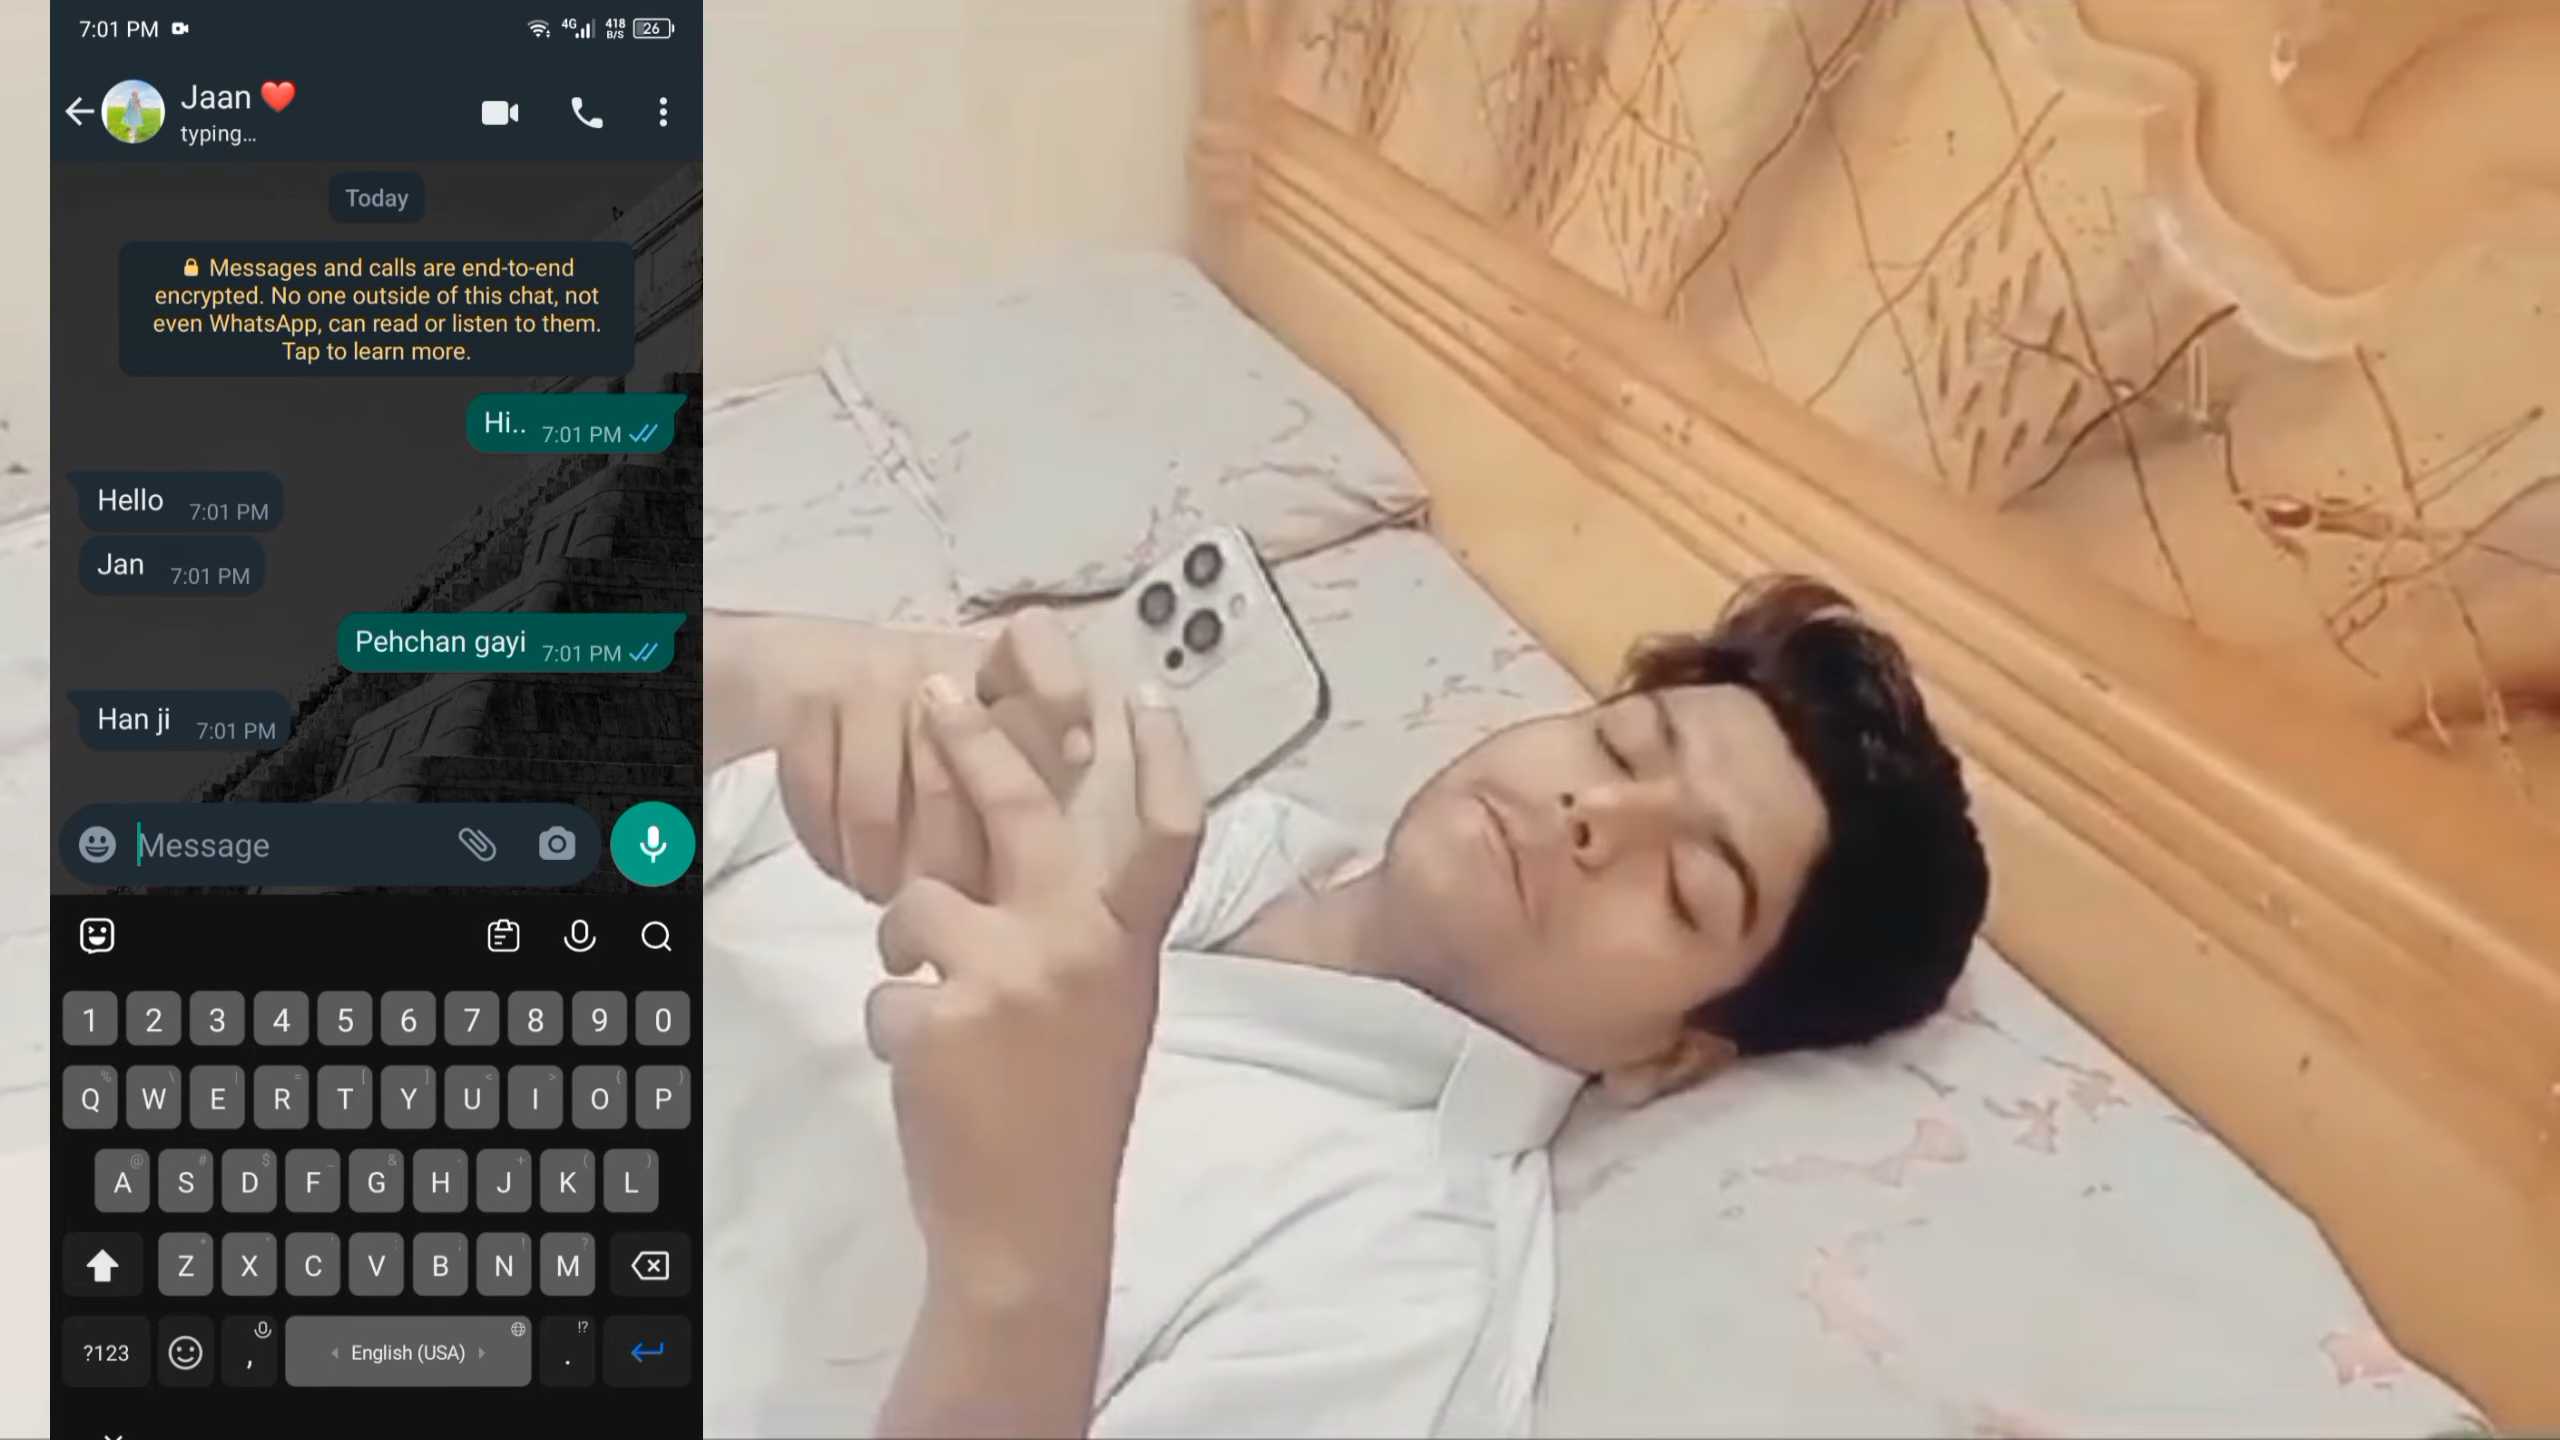 7:01 PM
4G
418 B/S
26
Jaan ❤️
typing...
Today
🔒 Messages and calls are end-to-end
encrypted. No one outside of this chat, not
even WhatsApp, can read or listen to them.
Tap to learn more.
Hi.. 7:01 PM
Hello 7:01 PM
Jan 7:01 PM
Pehchan gayi 7:01 PM
Han ji 7:01 PM
Message
1 2 3 4 5 6 7 8 9 0
% \ | = [ ] < > { }
Q W E R T Y U I O P
@ # $ _ & - + ( )
A S D F G H J K L
Z X C V B N M
?123 , English (USA) . !?